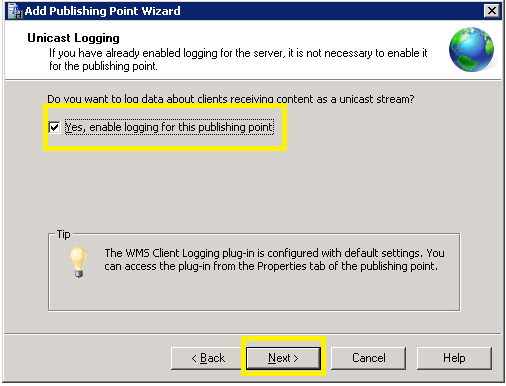 Add Publishing Point Wizard
Unicast Logging
If you have already enabled logging for the server, it is not necessary to enable it
for the publishing point.
Do you want to log data about clients receiving content as a unicast stream?
Yes, enable logging for this publishing point
Tip
The WMS Client Logging plug-in is configured with default settings. You
can access the plug-in from the Properties tab of the publishing point.
< Back
Next >
Cancel
Help